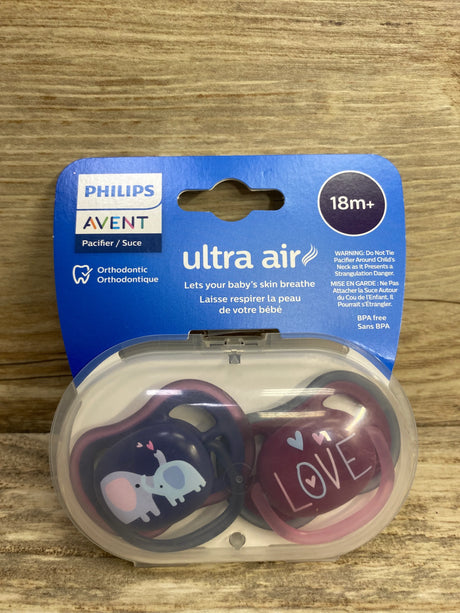 PHILIPS
AVENT
Pacifier / Suce
18m+
Orthodontic
Orthodontique
ultra air
Lets your baby's skin breathe
Laisse respirer la peau
de votre bébé
WARNING: Do Not Tie
Pacifier Around Child's
Neck as it Presents a
Strangulation Danger.
MISE EN GARDE : Ne Pas
Attacher la Suce Autour
du Cou de l'Enfant. Il
Pourrait s'Étrangler.
BPA free
Sans BPA
LOVE